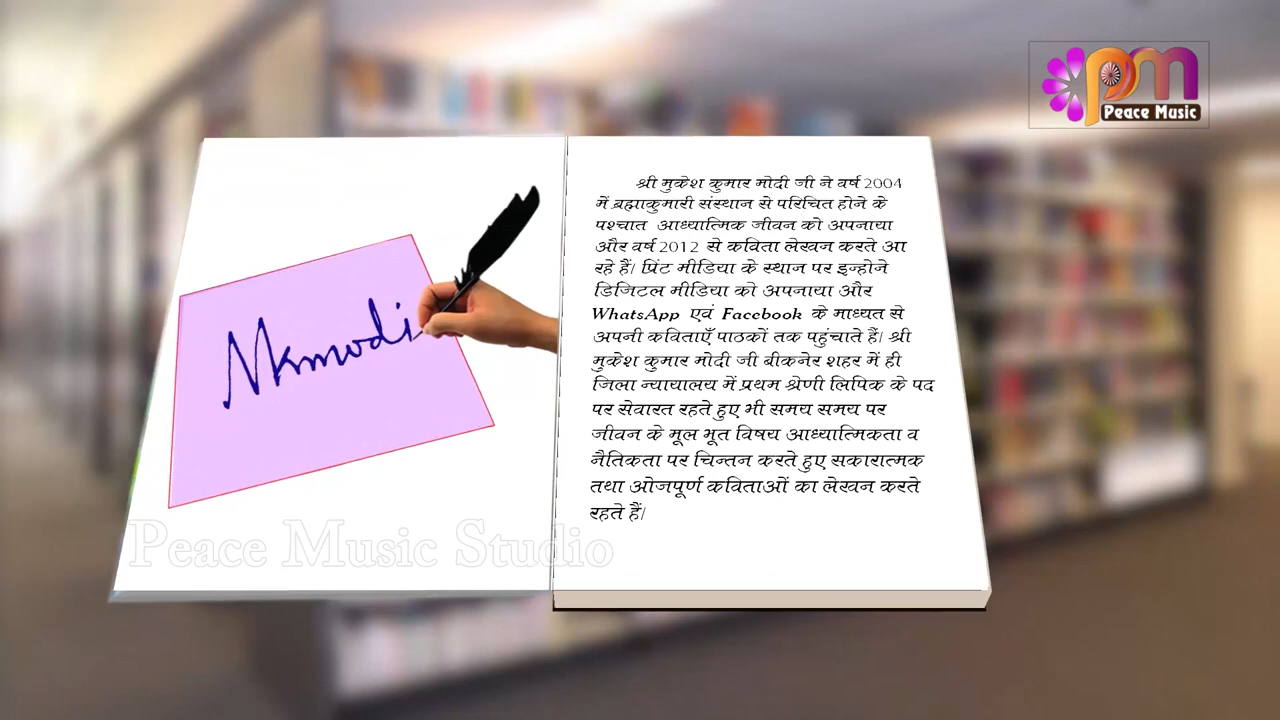 Peace Music
श्री मुकेश कुमार मोदी जी ने वर्ष 2004
में ब्रह्माकुमारी संस्थान से परिचित होने के
पश्चात आध्यात्मिक जीवन को अपनाया
और वर्ष 2012 से कविता लेखन करते आ
रहे हैं। प्रिंट मीडिया के स्थान पर इन्होने
डिजिटल मीडिया को अपनाया और
WhatsApp एवं Facebook के माध्यत से
अपनी कविताएँ पाठकों तक पहुंचाते हैं। श्री
मुकेश कुमार मोदी जी बीकनेर शहर में ही
जिला न्यायालय में प्रथम श्रेणी लिपिक के पद
पर सेवारत रहते हुए भी समय समय पर
जीवन के मूल भूत विषय आध्यात्मिकता व
नैतिकता पर चिन्तन करते हुए सकारात्मक
तथा ओजपूर्ण कविताओं का लेखन करते
रहते हैं।
Mkmodi
Peace Music Studio